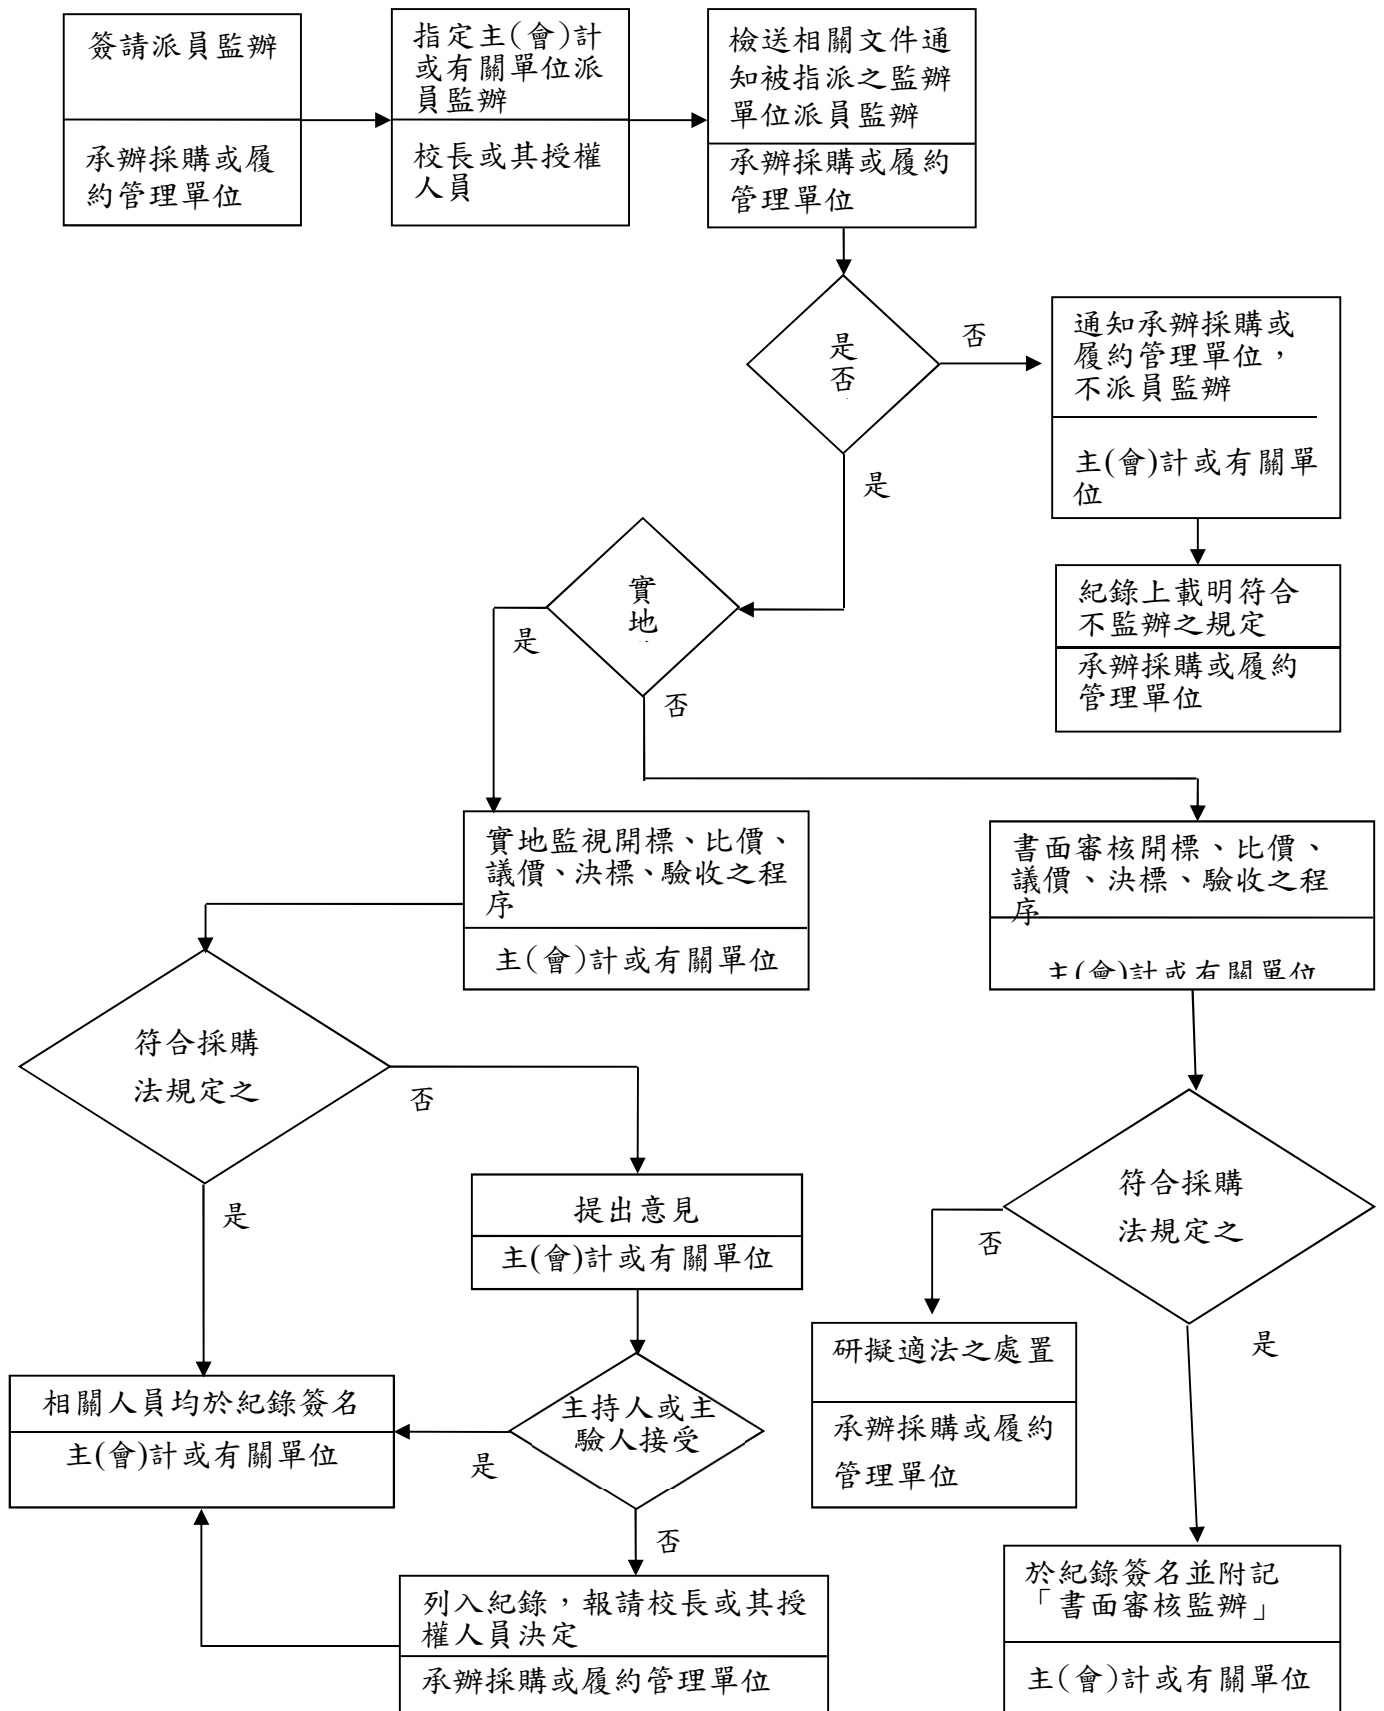 簽請派員監辦
承辦採購或履
約管理單位
指定主(會)計
或有關單位派
員監辦
校長或其授權
人員
檢送相關文件通
知被指派之監辦
單位派員監辦
承辦採購或履約
管理單位
是
否
否
通知承辦採購或
履約管理單位，
不派員監辦
主(會)計或有關單
位
是
紀錄上載明符合
不監辦之規定
承辦採購或履約
管理單位
實
地
是
否
實地監視開標、比價、
議價、決標、驗收之程
序
主(會)計或有關單位
書面審核開標、比價、
議價、決標、驗收之程
序
主(會)計或有關單位
符合採購
法規定之
否
是
提出意見
主(會)計或有關單位
符合採購
法規定之
否
是
研擬適法之處置
承辦採購或履約
管理單位
相關人員均於紀錄簽名
主(會)計或有關單位
主持人或主
驗人接受
是
否
列入紀錄，報請校長或其授
權人員決定
承辦採購或履約管理單位
於紀錄簽名並附記
「書面審核監辦」
主(會)計或有關單位